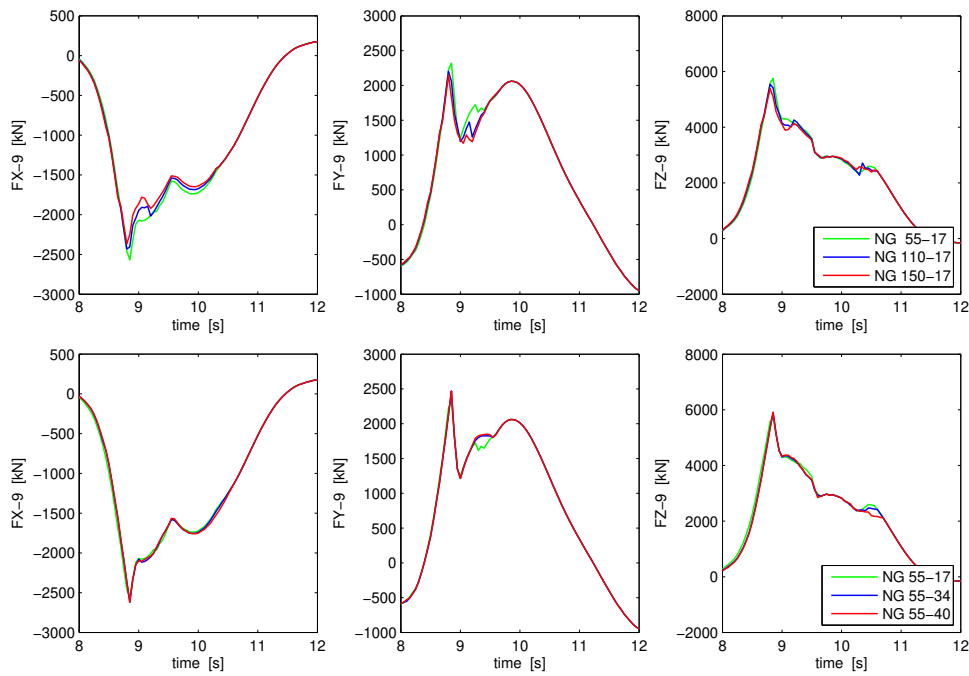 500
0
−500
−1000
−1500
−2000
−2500
−3000
FX−9 [kN]
8 9 10 11 12
time [s]
3000
2500
2000
1500
1000
500
0
−500
−1000
FY−9 [kN]
8 9 10 11 12
time [s]
8000
6000
4000
2000
0
−2000
FZ−9 [kN]
8 9 10 11 12
time [s]
NG 55−17
NG 110−17
NG 150−17
500
0
−500
−1000
−1500
−2000
−2500
−3000
FX−9 [kN]
8 9 10 11 12
time [s]
3000
2500
2000
1500
1000
500
0
−500
−1000
FY−9 [kN]
8 9 10 11 12
time [s]
8000
6000
4000
2000
0
−2000
FZ−9 [kN]
8 9 10 11 12
time [s]
NG 55−17
NG 55−34
NG 55−40